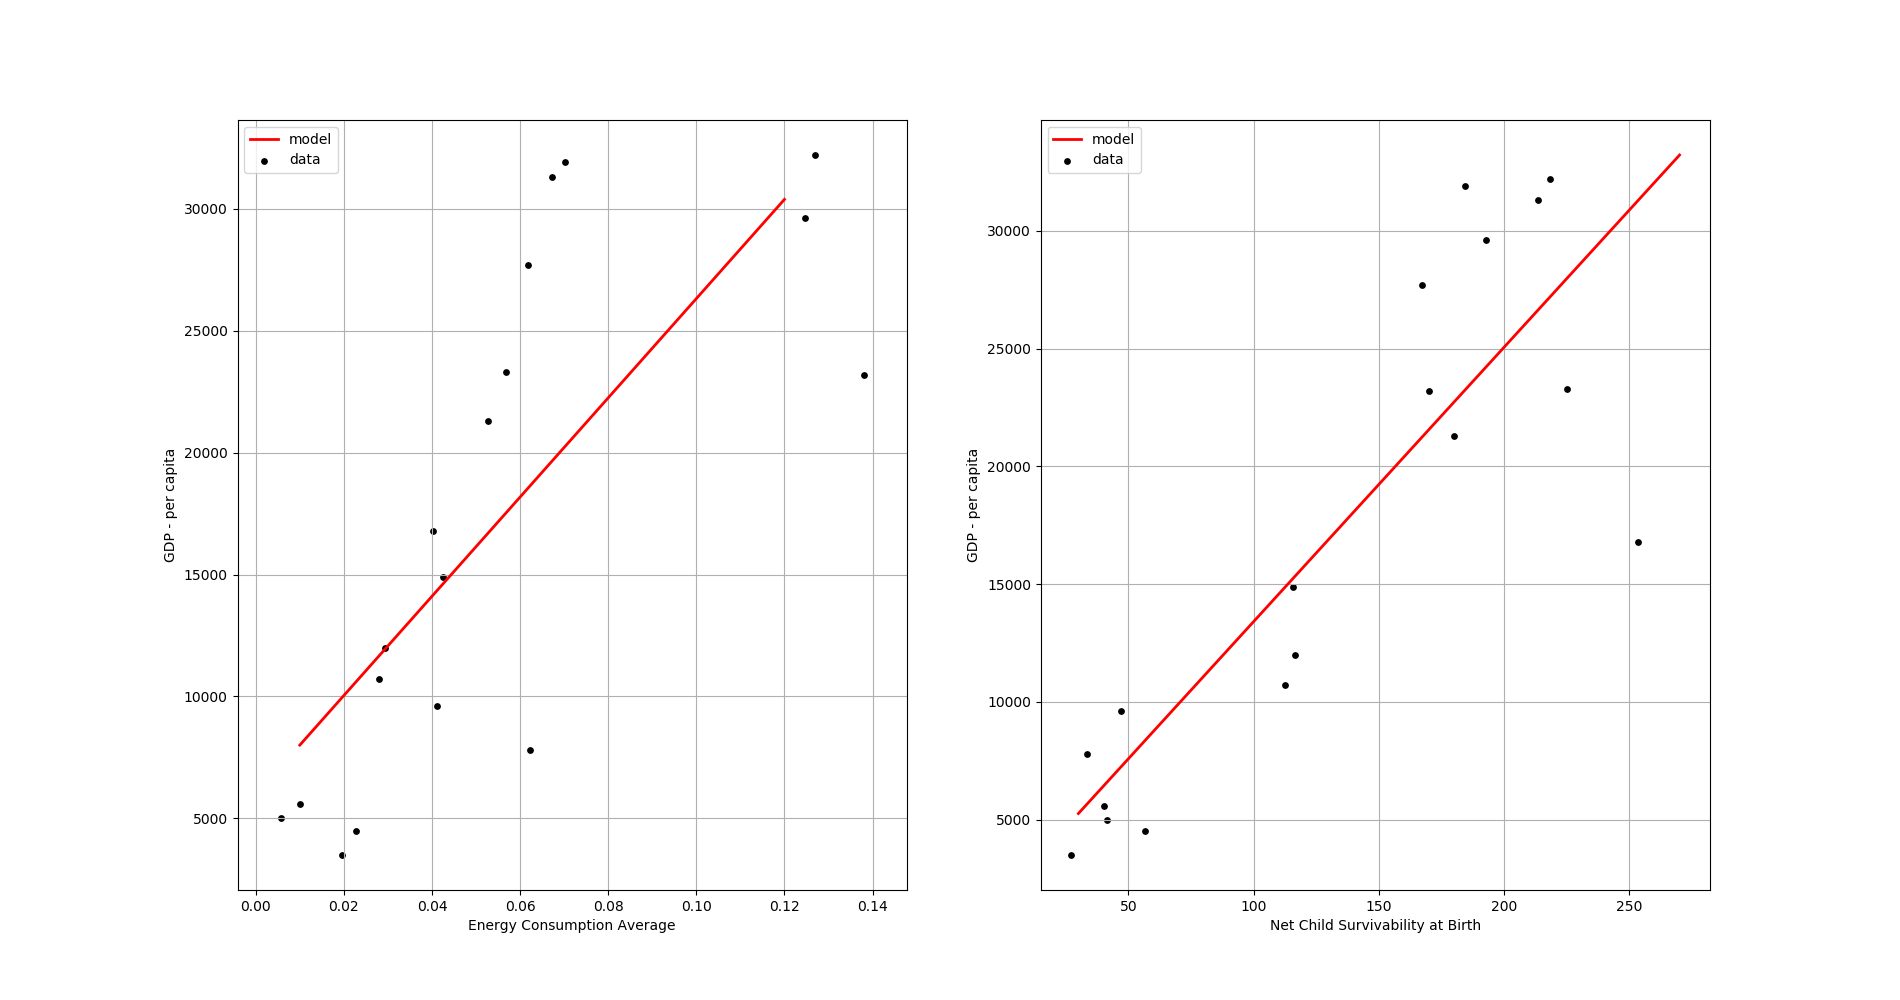 model
data
30000
25000
20000
15000
10000
5000
GDP - per capita
0.00 0.02 0.04 0.06 0.08 0.10 0.12 0.14
Energy Consumption Average
model
data
30000
25000
20000
15000
10000
5000
GDP - per capita
50 100 150 200 250
Net Child Survivability at Birth